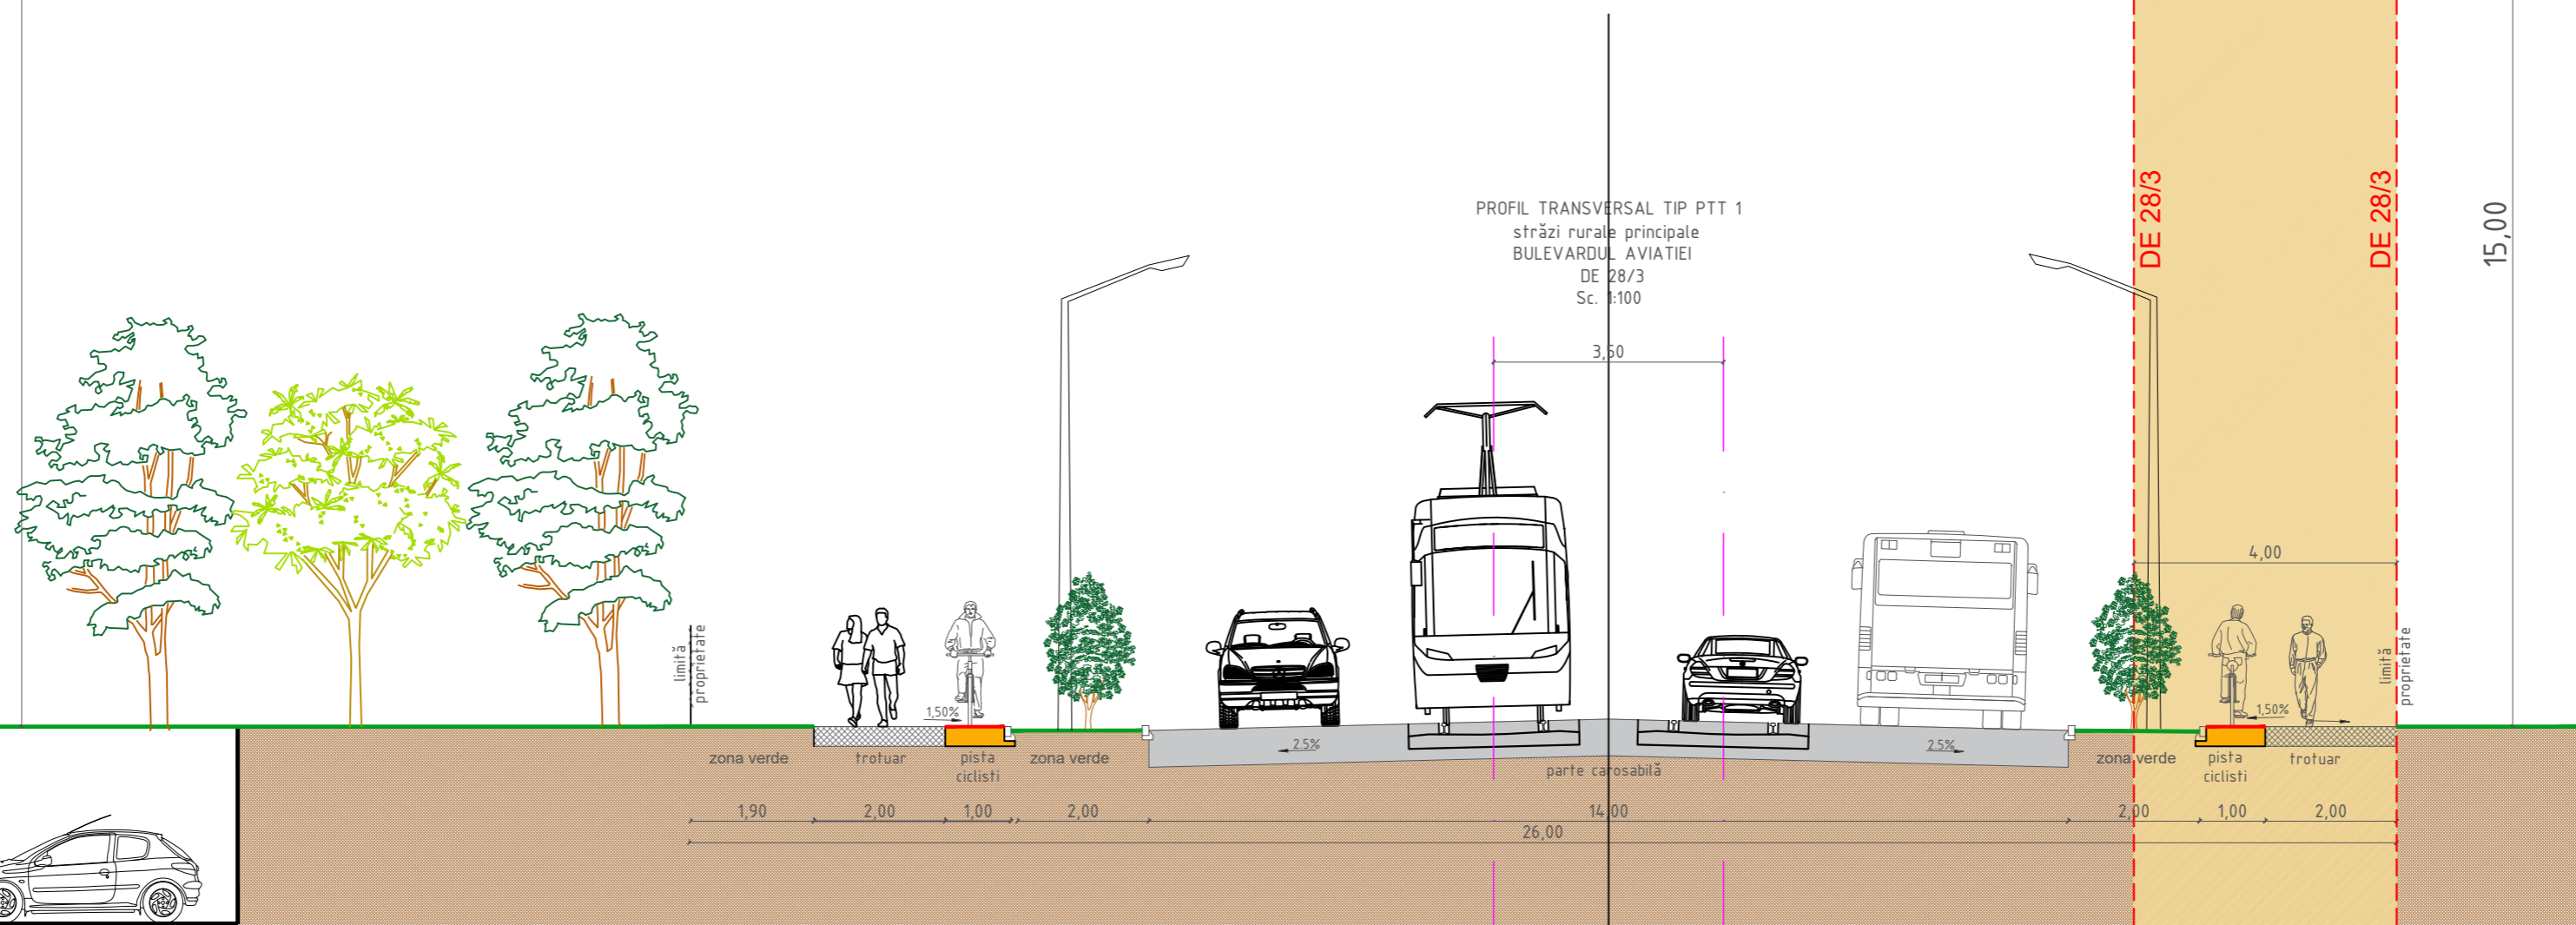 PROFIL TRANSVERSAL TIP PTT 1
străzi rurale principale
BULEVARDUL AVIATIEI
DE 28/3
Sc. 1:100
3,50
DE 28/3
DE 28/3
15,00
4,00
limită
proprietate
limită
proprietate
1,50%
1,50%
2.5%
2.5%
zona verde
trotuar
pista
ciclisti
zona verde
parte carosabilă
zona verde
pista
ciclisti
trotuar
1,90
2,00
1,00
2,00
14,00
2,00
1,00
2,00
26,00